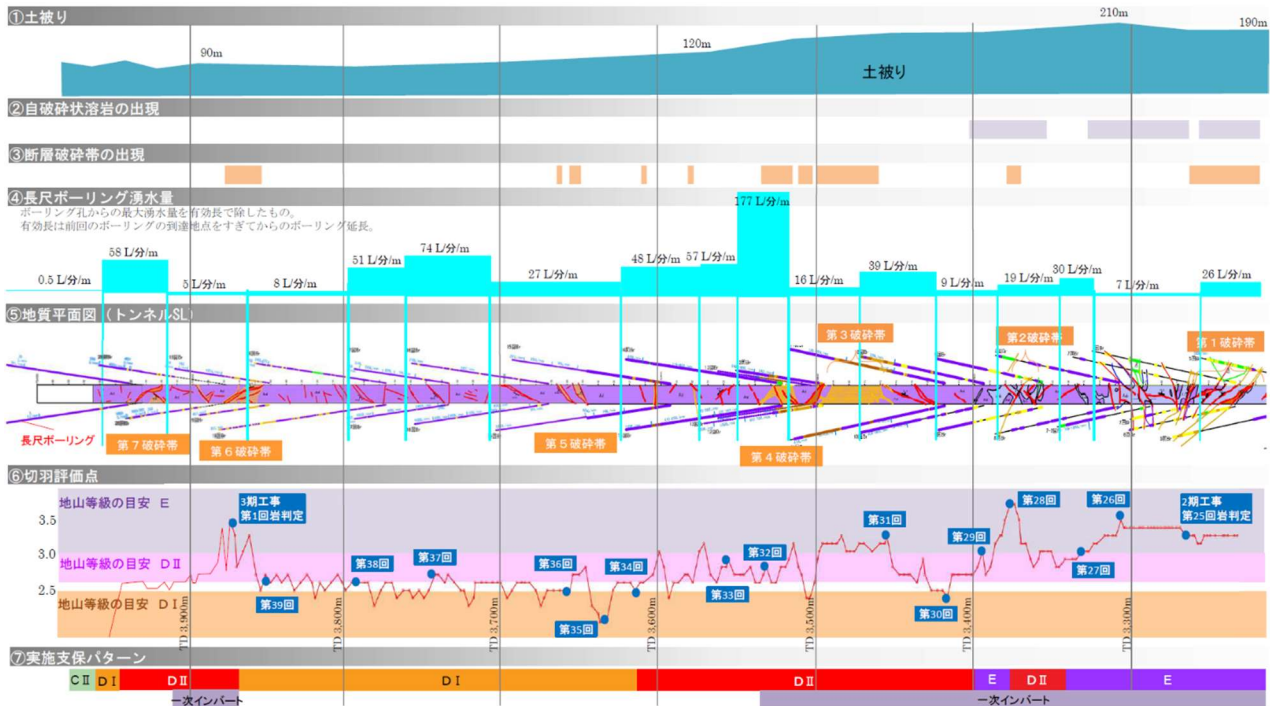 ①土被り
90m
120m
210m
190m
土被り
②自破砕状溶岩の出現
③断層破砕帯の出現
④長尺ボーリング湧水量
ボーリング孔からの最大湧水量を有効長で除したもの。
有効長は前回のボーリングの到達地点をすぎてからのボーリング延長。
0.5 L/分/m
58 L/分/m
5 L/分/m
8 L/分/m
51 L/分/m
74 L/分/m
27 L/分/m
48 L/分/m
57 L/分/m
177 L/分/m
16 L/分/m
39 L/分/m
9 L/分/m
19 L/分/m
30 L/分/m
7 L/分/m
26 L/分/m
⑤地質平面図（トンネルSL）
第3破砕帯
第2破砕帯
第1破砕帯
長尺ボーリング
第7破砕帯
第6破砕帯
第5破砕帯
第4破砕帯
⑥切羽評価点
地山等級の目安 E
3.5
3.0
地山等級の目安 DⅡ
2.5
地山等級の目安 DⅠ
3期工事
第1回岩判定
第39回
第38回
第37回
第36回
第35回
第34回
第33回
第32回
第31回
第30回
第29回
第28回
第27回
第26回
2期工事
第25回岩判定
TD 3,900m
TD 3,800m
TD 3,700m
TD 3,600m
TD 3,500m
TD 3,400m
TD 3,300m
⑦実施支保パターン
CⅡ
DⅠ
DⅡ
DⅠ
DⅡ
E
DⅡ
E
一次インバート
一次インバート